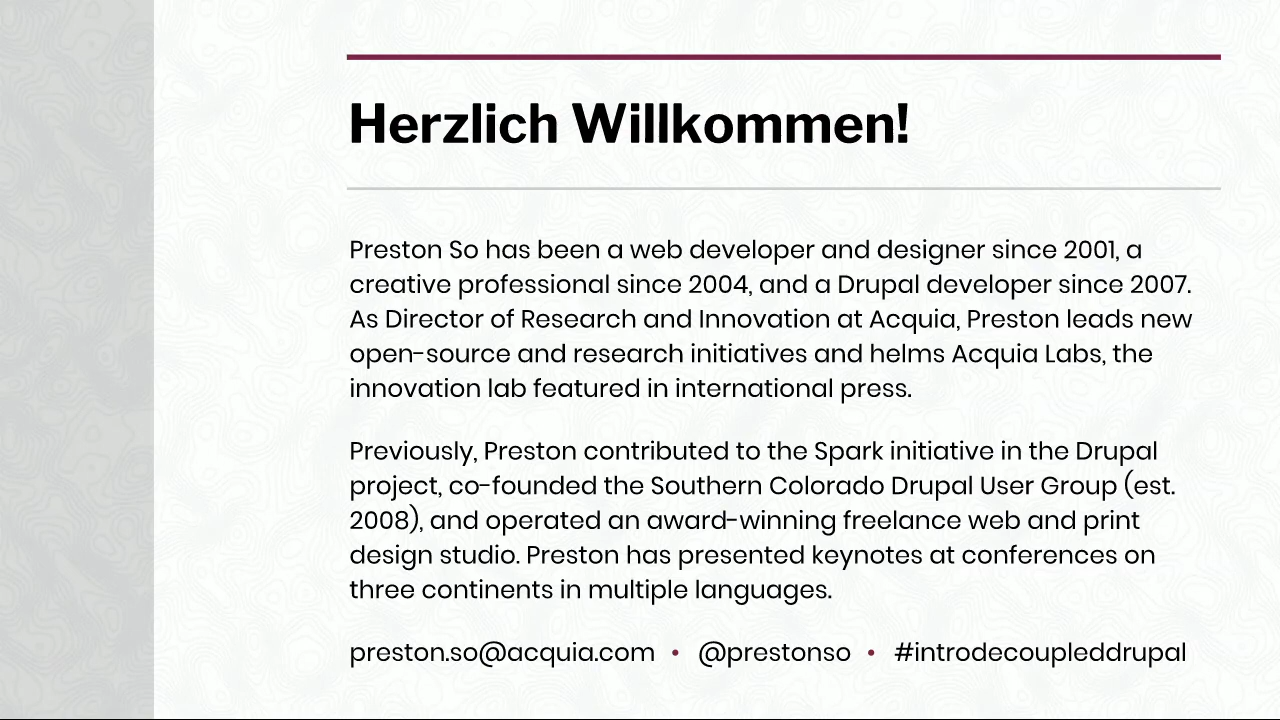 Herzlich Willkommen!
Preston So has been a web developer and designer since 2001, a
creative professional since 2004, and a Drupal developer since 2007.
As Director of Research and Innovation at Acquia, Preston leads new
open-source and research initiatives and helms Acquia Labs, the
innovation lab featured in international press.
Previously, Preston contributed to the Spark initiative in the Drupal
project, co-founded the Southern Colorado Drupal User Group (est.
2008), and operated an award-winning freelance web and print
design studio. Preston has presented keynotes at conferences on
three continents in multiple languages.
preston.so@acquia.com • @prestonso • #introdecoupleddrupal